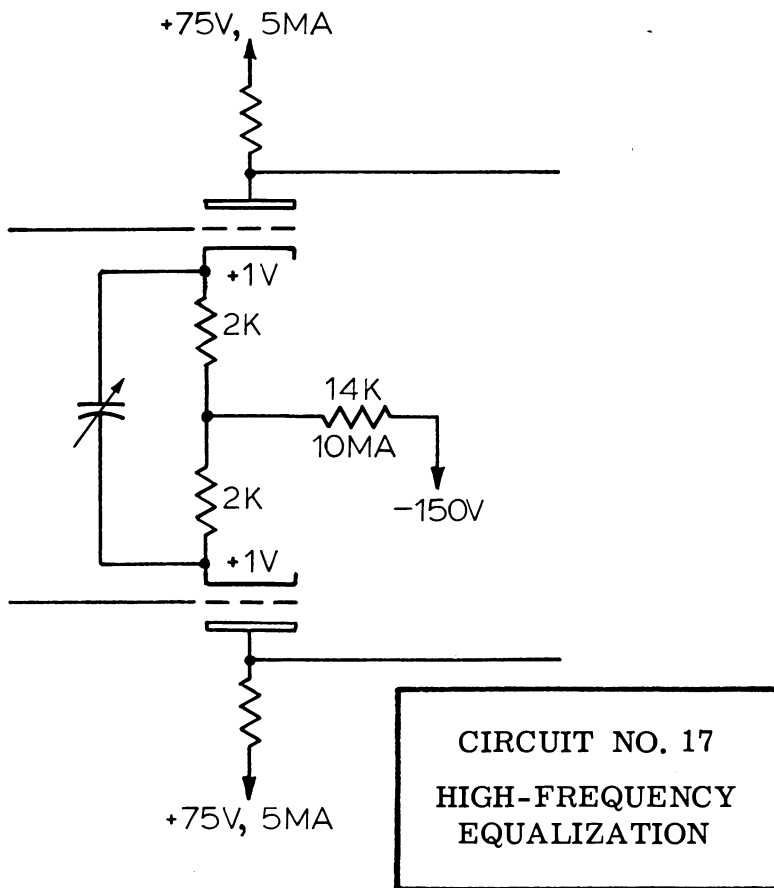 +75V, 5MA
+1V
2K
14K
10MA
-150V
2K
+1V
+75V, 5MA
CIRCUIT NO. 17
HIGH-FREQUENCY
EQUALIZATION